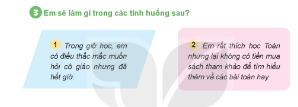 3 Em sẽ làm gì trong các tình huống sau?
1 Trong giờ học, em
có điều thắc mắc muốn
hỏi cô giáo nhưng đã
hết giờ.
2 Em rất thích học Toán
nhưng lại không có tiền mua
sách tham khảo để tìm hiểu
thêm về các bài toán hay.